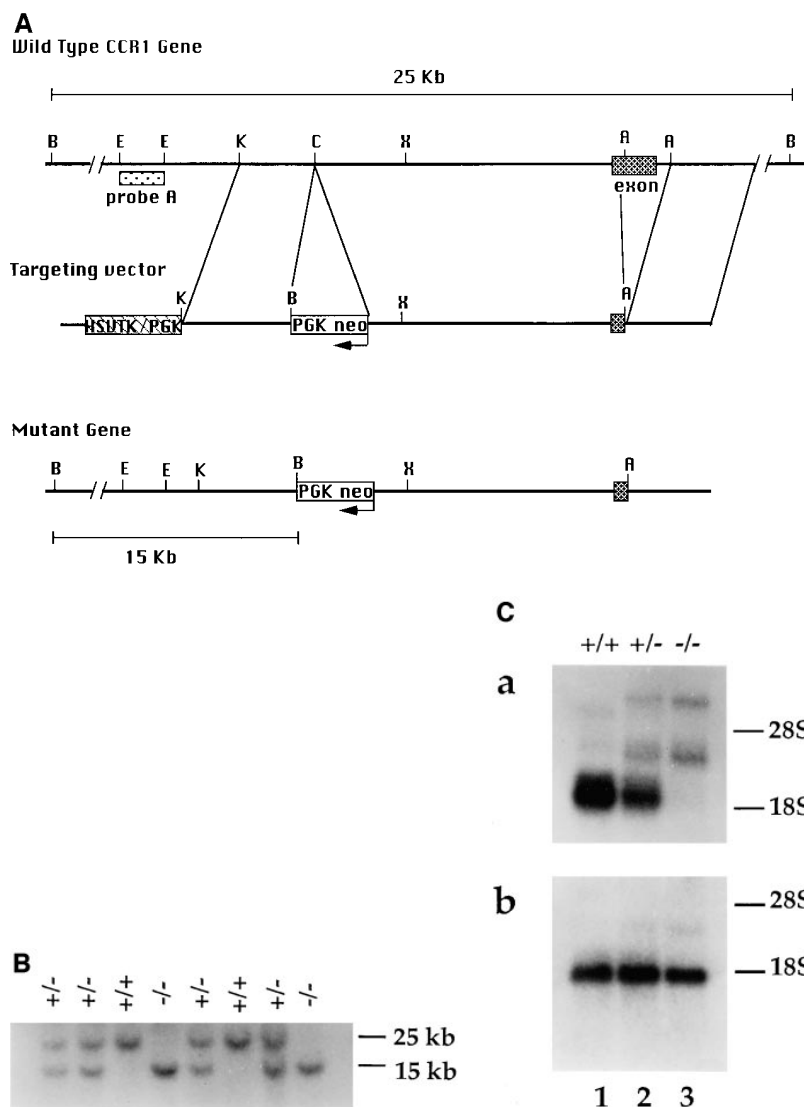 A
Wild Type CCR1 Gene
25 Kb
B E E K C X A A B
probe A
exon
Targeting vector
K B X A
HSVTK/PGK PGK neo
Mutant Gene
B E E K B X A
PGK neo
15 Kb
C
+/+ +/- -/-
a
28S
18S
b
28S
18S
1 2 3
B
+/- +/- +/+ -/- +/- +/+ +/- -/-
25 kb
15 kb